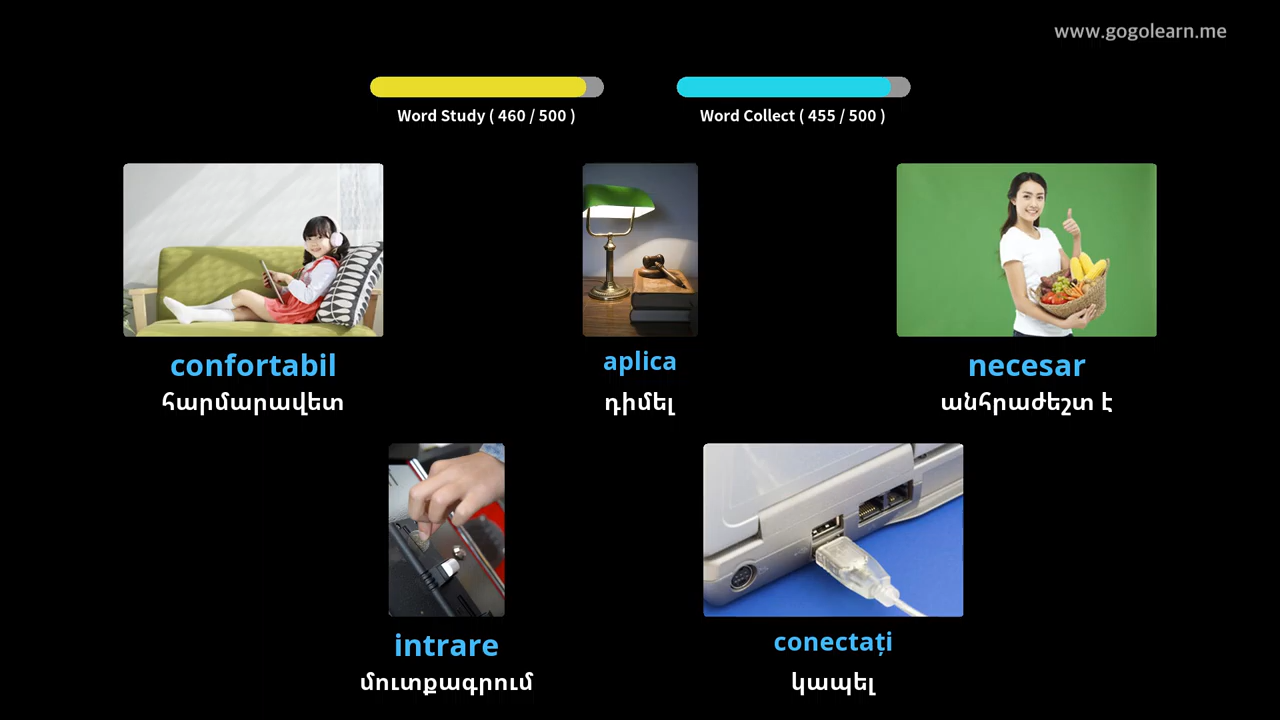 www.gogolearn.me
Word Study ( 460 / 500 )
Word Collect ( 455 / 500 )
confortabil
հարմարավետ
aplica
դիմել
necesar
անհրաժեշտ է
intrare
մուտքագրում
conectați
կապել